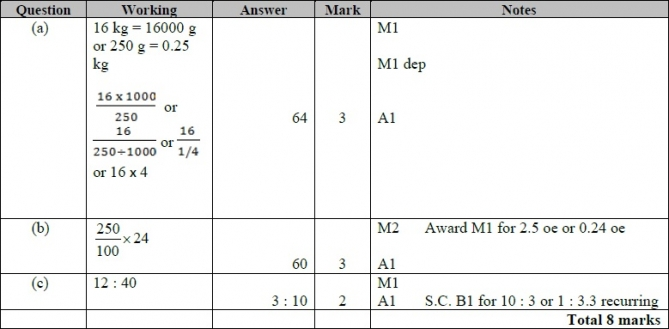 Question Working Answer Mark Notes
(a) 16 kg = 16000 g M1
or 250 g = 0.25
kg M1 dep
16 x 1000
250
or
64 3 A1
16
250÷1000
or
16
1/4
or 16 x 4
(b) 250
100
×24
M2 Award M1 for 2.5 oe or 0.24 oe
60 3 A1
(c) 12 : 40 M1
3 : 10 2 A1 S.C. B1 for 10 : 3 or 1 : 3.3 recurring
Total 8 marks